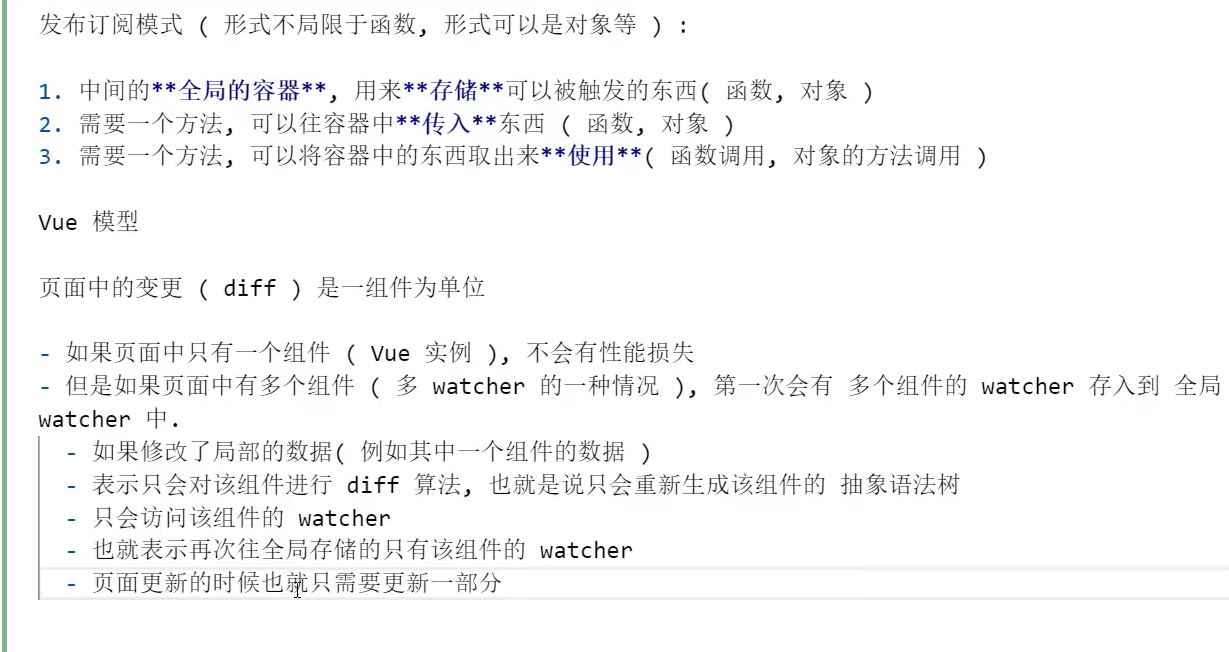 发布订阅模式 ( 形式不局限于函数, 形式可以是对象等 ) :
1. 中间的**全局的容器**, 用来**存储**可以被触发的东西( 函数, 对象 )
2. 需要一个方法, 可以往容器中**传入**东西 ( 函数, 对象 )
3. 需要一个方法, 可以将容器中的东西取出来**使用**( 函数调用, 对象的方法调用 )
Vue 模型
页面中的变更 ( diff ) 是一组件为单位
- 如果页面中只有一个组件 ( Vue 实例 ), 不会有性能损失
- 但是如果页面中有多个组件 ( 多 watcher 的一种情况 ), 第一次会有 多个组件的 watcher 存入到 全局
watcher 中.
- 如果修改了局部的数据( 例如其中一个组件的数据 )
- 表示只会对该组件进行 diff 算法, 也就是说只会重新生成该组件的 抽象语法树
- 只会访问该组件的 watcher
- 也就表示再次往全局存储的只有该组件的 watcher
- 页面更新的时候也就只需要更新一部分